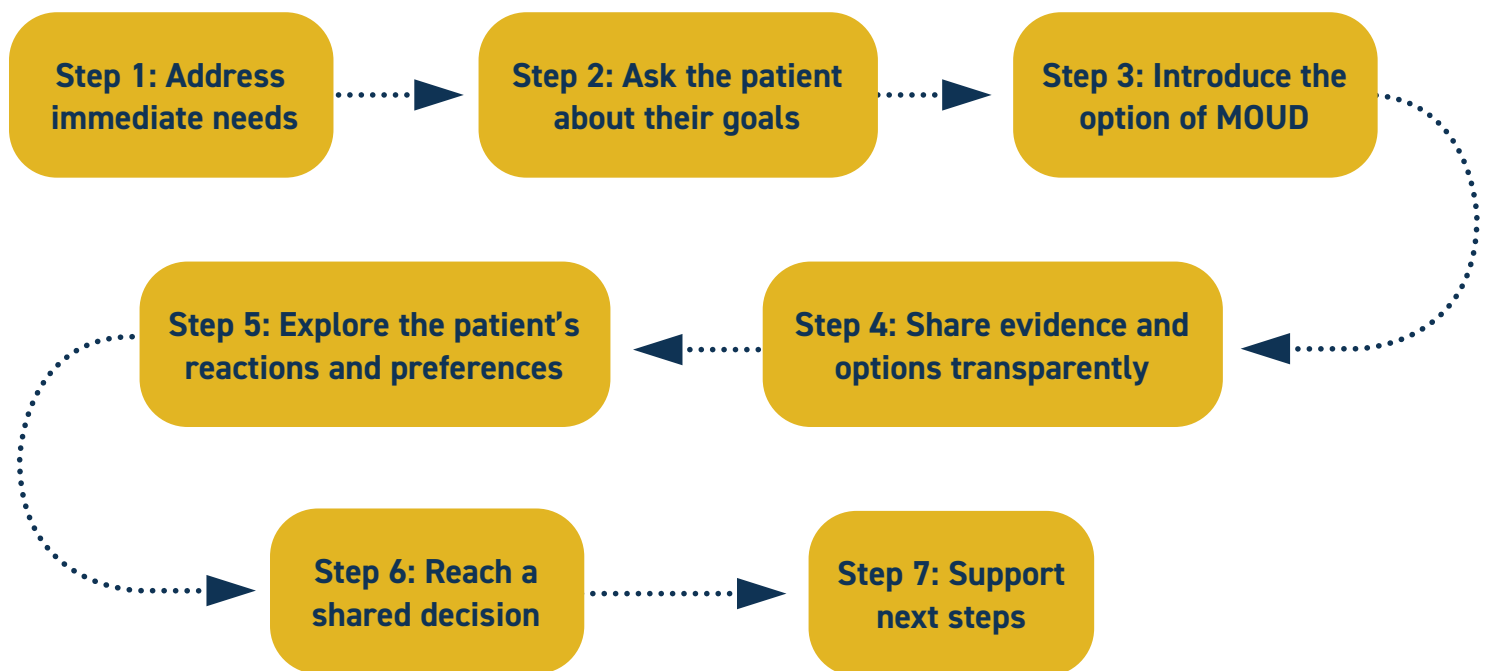 Step 1: Address
immediate needs
Step 2: Ask the patient
about their goals
Step 3: Introduce the
option of MOUD
Step 4: Share evidence and
options transparently
Step 5: Explore the patient’s
reactions and preferences
Step 6: Reach a
shared decision
Step 7: Support
next steps